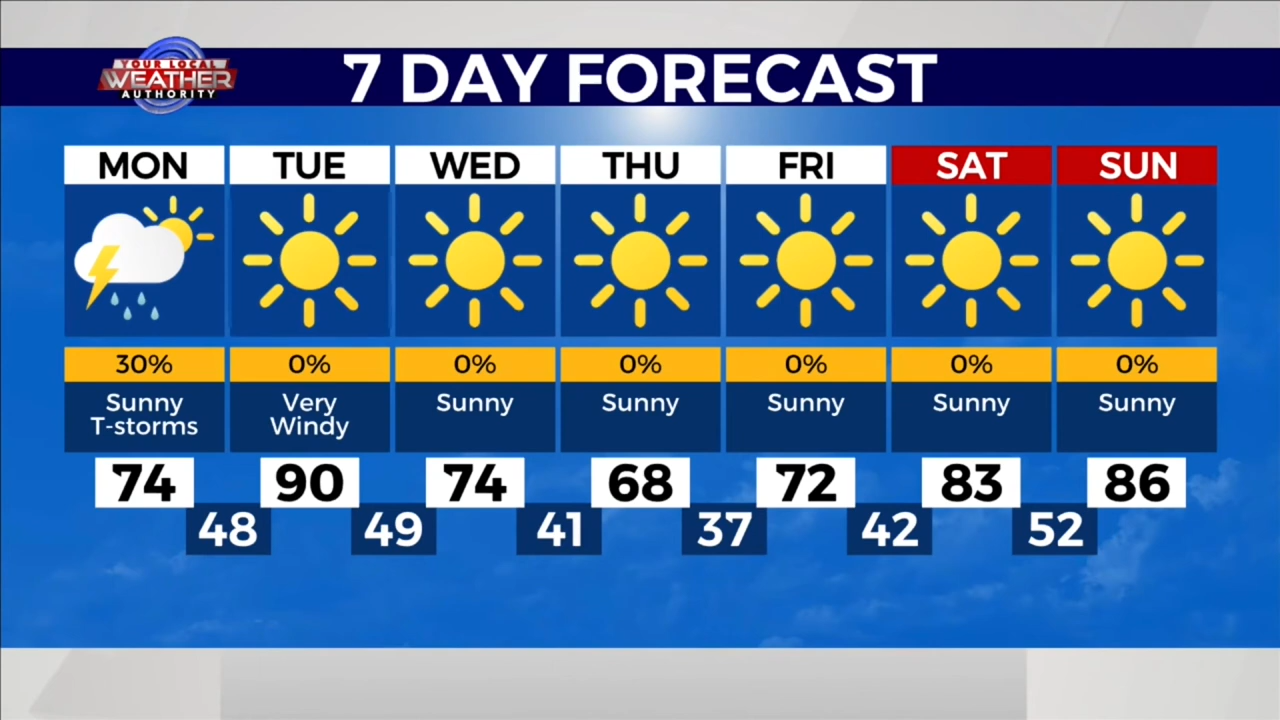 YOUR LOCAL
WEATHER
AUTHORITY
7 DAY FORECAST
MON TUE WED THU FRI SAT SUN
30% 0% 0% 0% 0% 0% 0%
Sunny Very Sunny Sunny Sunny Sunny Sunny
T-storms Windy
74 90 74 68 72 83 86
48 49 41 37 42 52